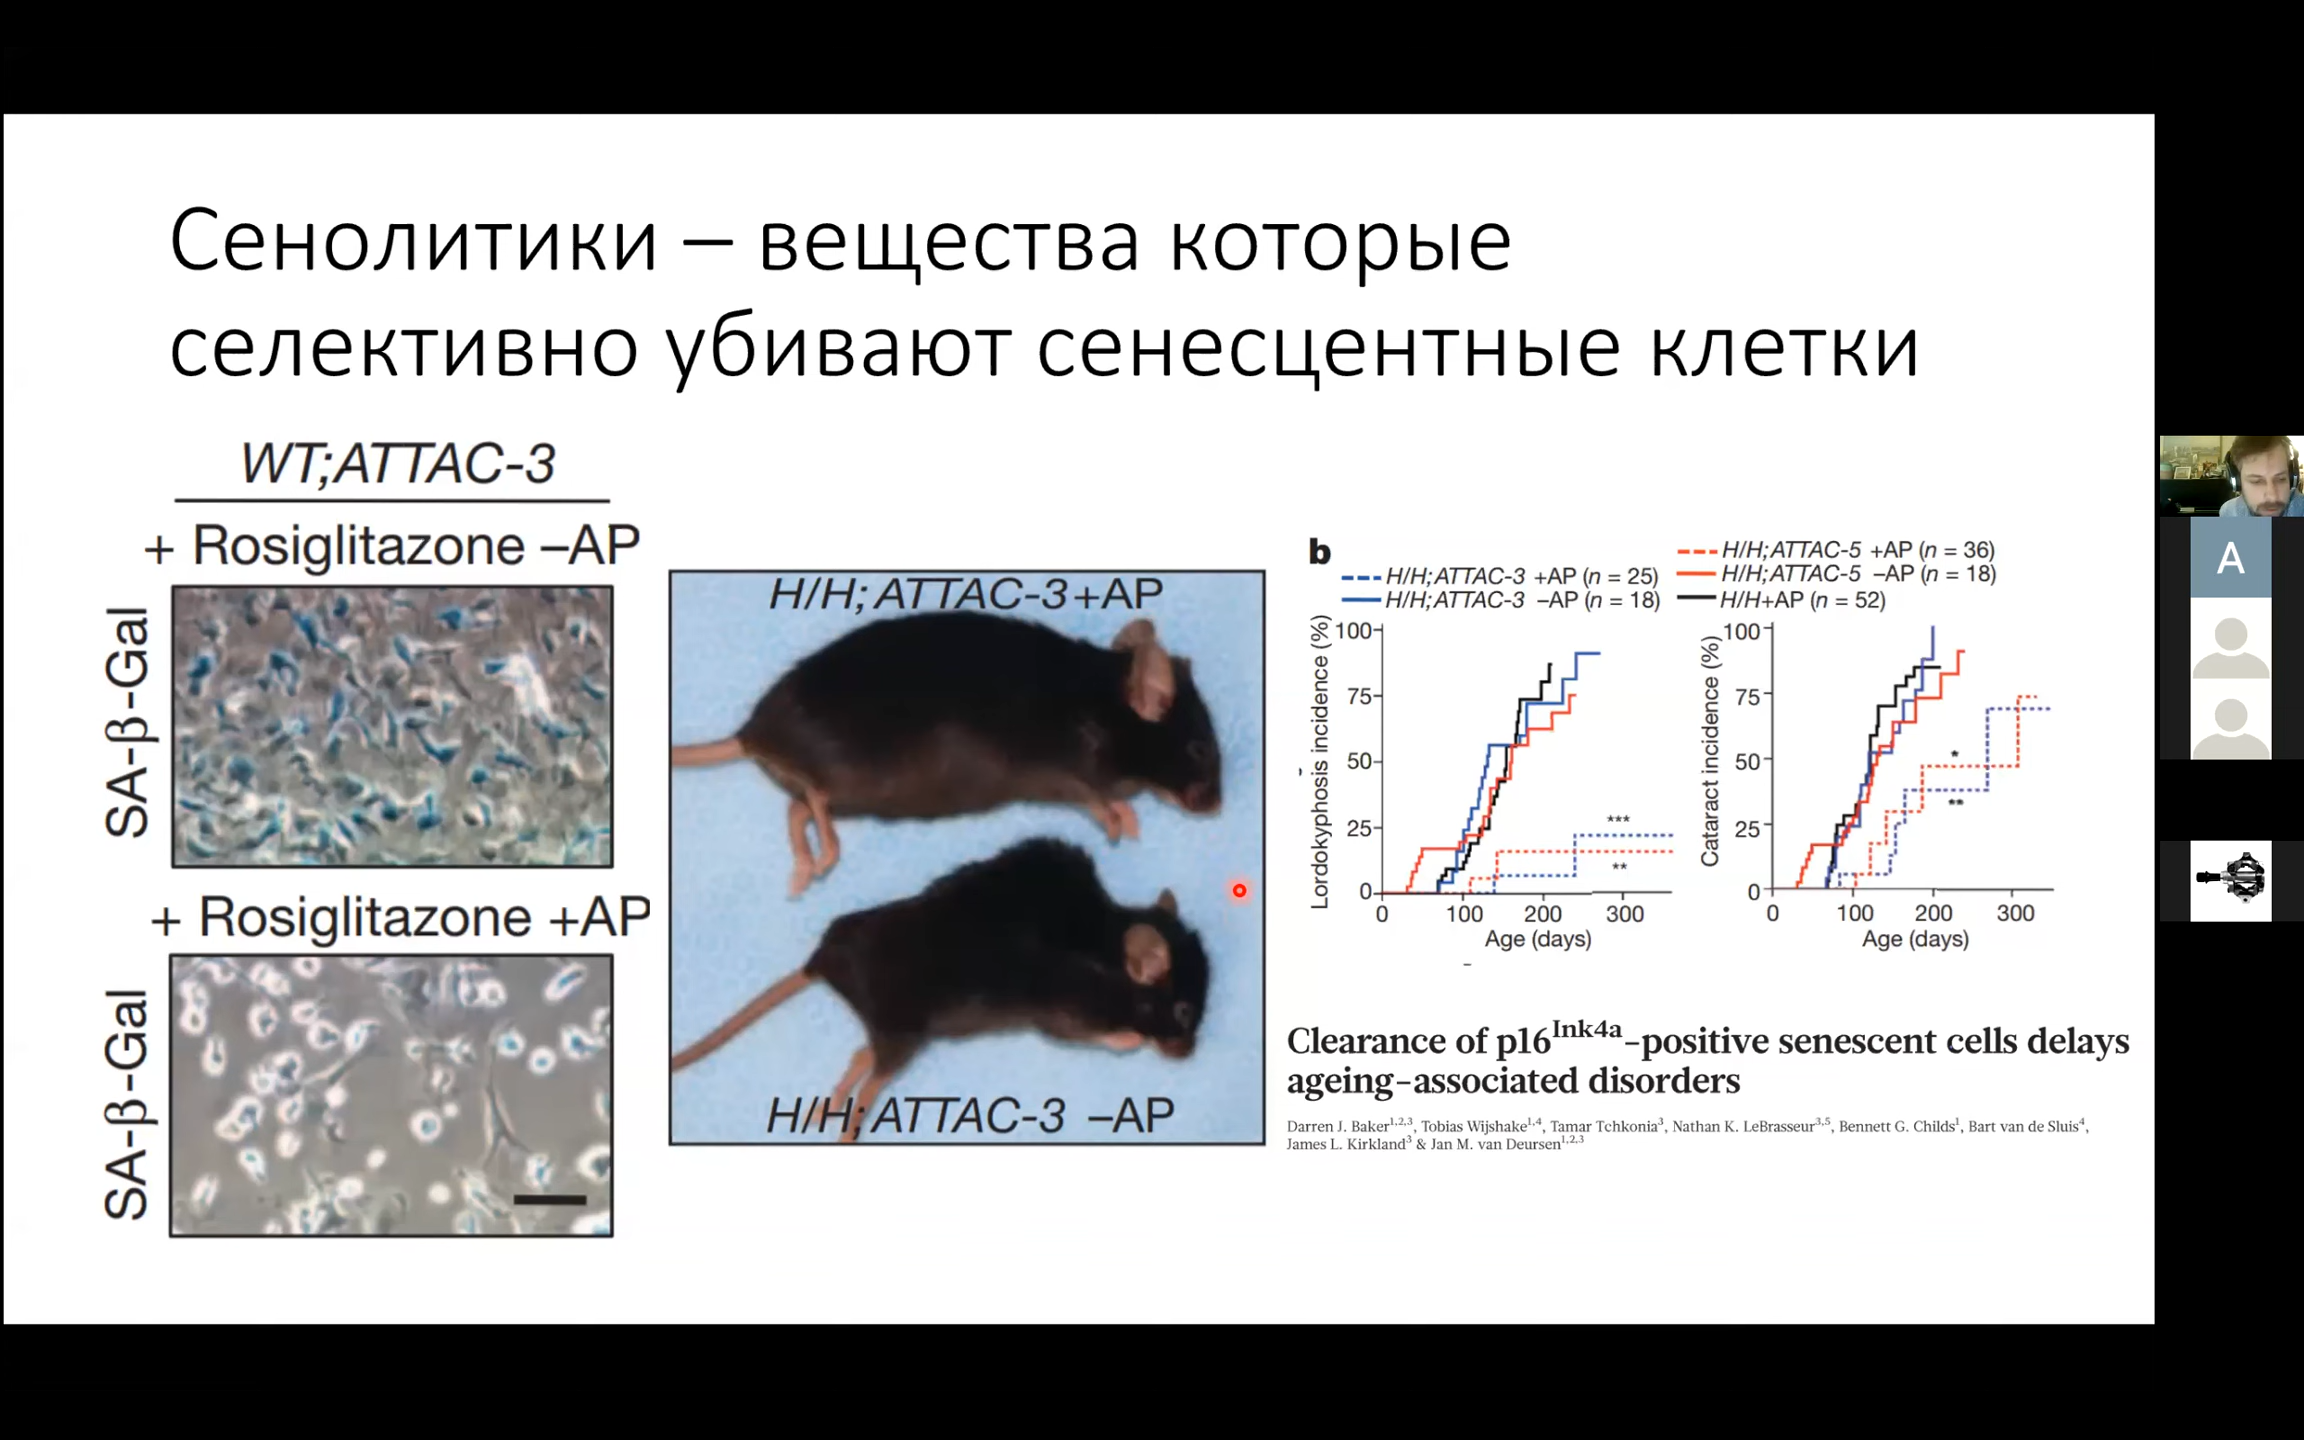 Сенолитики – вещества которые
селективно убивают сенесцентные клетки
WT;ATTAC-3
+ Rosiglitazone –AP
SA-β-Gal
+ Rosiglitazone +AP
SA-β-Gal
H/H; ATTAC-3 +AP
H/H; ATTAC-3 –AP
b
H/H;ATTAC-3 +AP (n = 25)
H/H;ATTAC-3 –AP (n = 18)
H/H;ATTAC-5 +AP (n = 36)
H/H;ATTAC-5 –AP (n = 18)
H/H+AP (n = 52)
Lordokyphosis incidence (%)
100
75
50
25
0
***
**
0 100 200 300
Age (days)
Cataract incidence (%)
100
75
50
25
0
*
**
0 100 200 300
Age (days)
Clearance of p16Ink4a-positive senescent cells delays
ageing-associated disorders
Darren J. Baker1,2,3, Tobias Wijshake1,4, Tamar Tchkonia3, Nathan K. LeBrasseur3,5, Bennett G. Childs1, Bart van de Sluis4,
James L. Kirkland3 & Jan M. van Deursen1,2,3
A